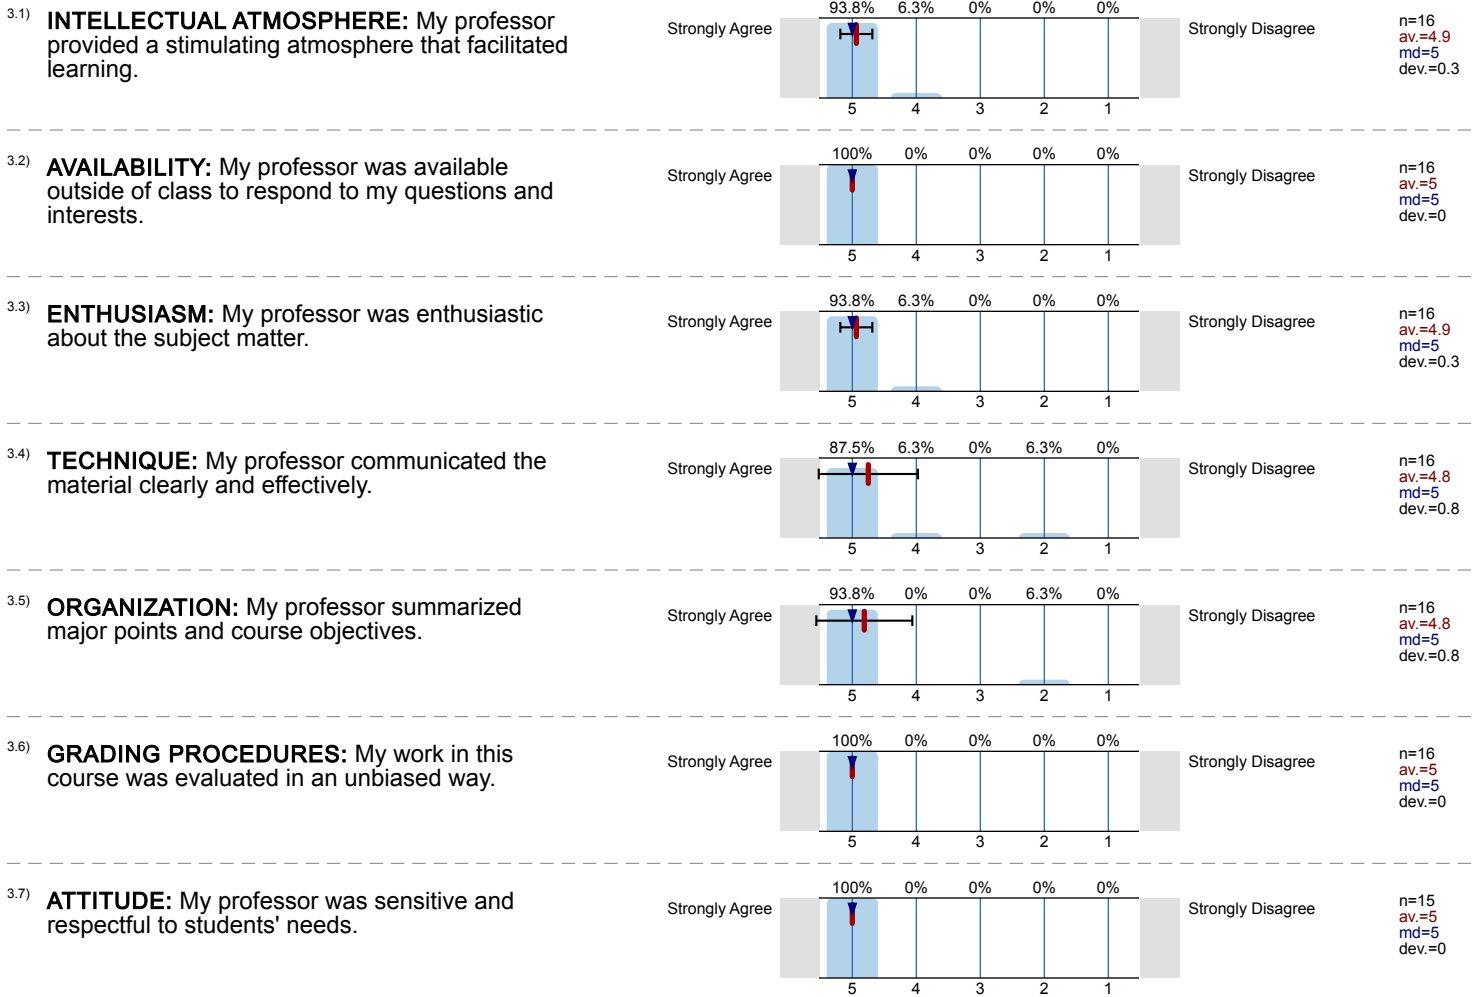 3.1) INTELLECTUAL ATMOSPHERE: My professor
provided a stimulating atmosphere that facilitated
learning.
93.8% 6.3% 0% 0% 0%
Strongly Agree Strongly Disagree
5 4 3 2 1
n=16
av.=4.9
md=5
dev.=0.3
3.2) AVAILABILITY: My professor was available
outside of class to respond to my questions and
interests.
100% 0% 0% 0% 0%
Strongly Agree Strongly Disagree
5 4 3 2 1
n=16
av.=5
md=5
dev.=0
3.3) ENTHUSIASM: My professor was enthusiastic
about the subject matter.
93.8% 6.3% 0% 0% 0%
Strongly Agree Strongly Disagree
5 4 3 2 1
n=16
av.=4.9
md=5
dev.=0.3
3.4) TECHNIQUE: My professor communicated the
material clearly and effectively.
87.5% 6.3% 0% 6.3% 0%
Strongly Agree Strongly Disagree
5 4 3 2 1
n=16
av.=4.8
md=5
dev.=0.8
3.5) ORGANIZATION: My professor summarized
major points and course objectives.
93.8% 0% 0% 6.3% 0%
Strongly Agree Strongly Disagree
5 4 3 2 1
n=16
av.=4.8
md=5
dev.=0.8
3.6) GRADING PROCEDURES: My work in this
course was evaluated in an unbiased way.
100% 0% 0% 0% 0%
Strongly Agree Strongly Disagree
5 4 3 2 1
n=16
av.=5
md=5
dev.=0
3.7) ATTITUDE: My professor was sensitive and
respectful to students' needs.
100% 0% 0% 0% 0%
Strongly Agree Strongly Disagree
5 4 3 2 1
n=15
av.=5
md=5
dev.=0